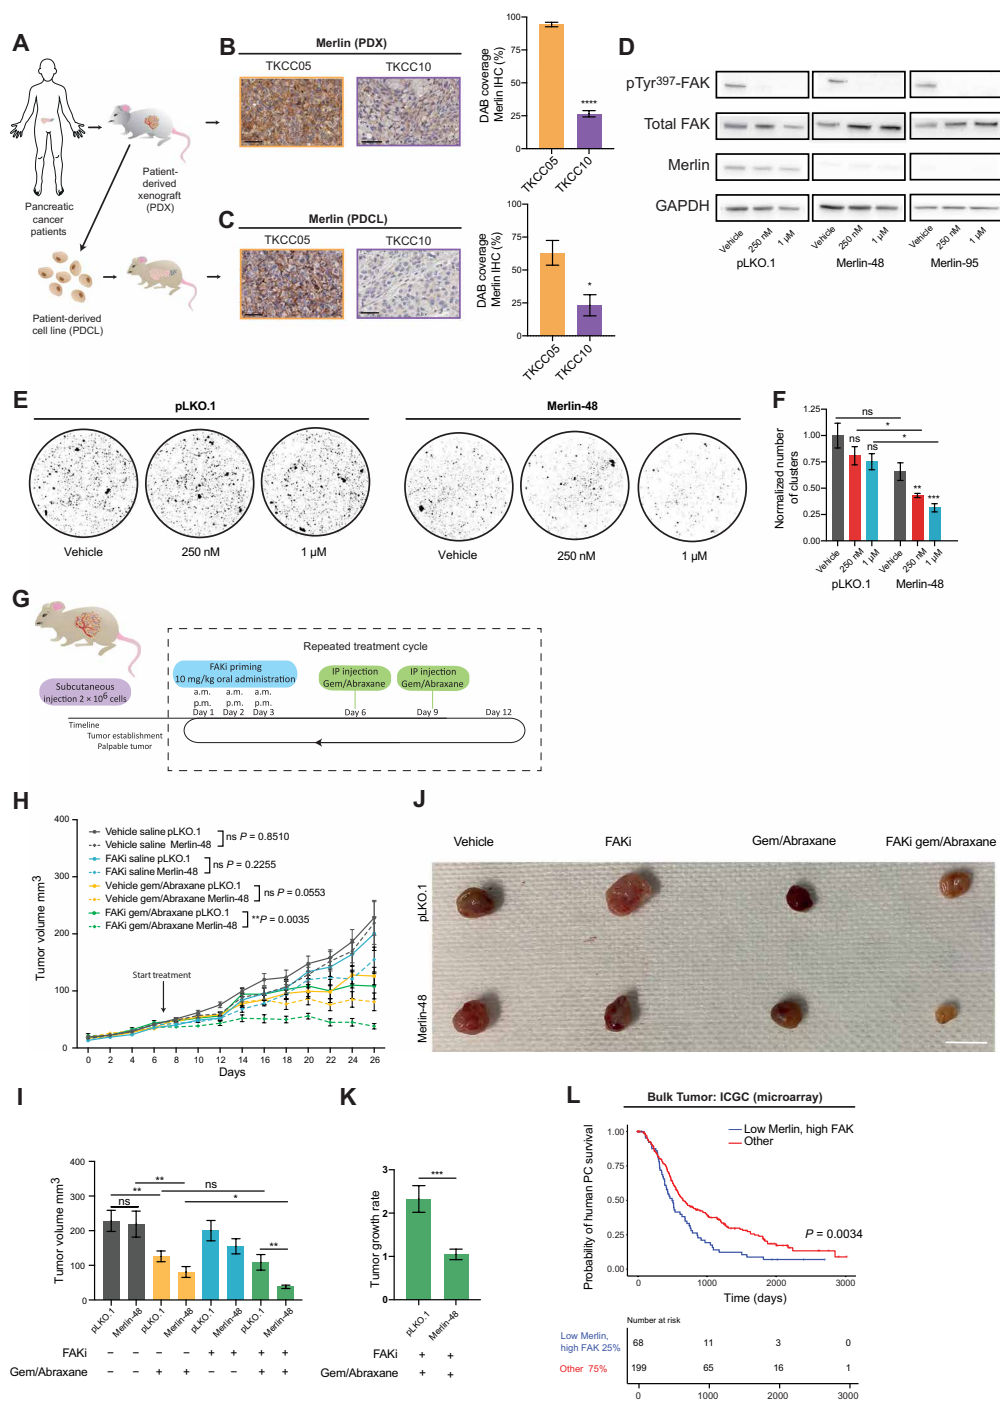 A
Pancreatic
cancer
patients
Patient-
derived
xenograft
(PDX)
Patient-derived
cell line (PDCL)
B
Merlin (PDX)
TKCC05
TKCC10
DAB coverage
Merlin IHC (%)
100
75
50
25
0
****
TKCC05
TKCC10
C
Merlin (PDCL)
TKCC05
TKCC10
DAB coverage
Merlin IHC (%)
100
75
50
25
0
*
TKCC05
TKCC10
D
pTyr397-FAK
Total FAK
Merlin
GAPDH
Vehicle
250 nM
1 µM
Vehicle
250 nM
1 µM
Vehicle
250 nM
1 µM
pLKO.1
Merlin-48
Merlin-95
E
pLKO.1
Merlin-48
Vehicle
250 nM
1 µM
Vehicle
250 nM
1 µM
F
Normalized number
of clusters
1.25
1.00
0.75
0.50
0.25
0.00
ns
*
*
ns
ns
**
***
Vehicle
250 nM
1 µM
Vehicle
250 nM
1 µM
pLKO.1
Merlin-48
G
Subcutaneous
injection 2 × 10⁶ cells
Repeated treatment cycle
FAKi priming
10 mg/kg oral administration
IP injection
Gem/Abraxane
IP injection
Gem/Abraxane
a.m. a.m. a.m.
p.m. p.m. p.m.
Day 1 Day 2 Day 3 Day 6 Day 9 Day 12
Timeline
Tumor establishment
Palpable tumor
H
Tumor volume mm3
400
300
200
100
0
Vehicle saline pLKO.1
Vehicle saline Merlin-48
ns P = 0.8510
FAKi saline pLKO.1
FAKi saline Merlin-48
ns P = 0.2255
Vehicle gem/Abraxane pLKO.1
Vehicle gem/Abraxane Merlin-48
ns P = 0.0553
FAKi gem/Abraxane pLKO.1
FAKi gem/Abraxane Merlin-48
**P = 0.0035
Start treatment
0 2 4 6 8 10 12 14 16 18 20 22 24 26
Days
J
Vehicle
FAKi
Gem/Abraxane
FAKi gem/Abraxane
pLKO.1
Merlin-48
I
Tumor volume mm3
400
300
200
100
0
**
**
ns
ns
*
**
pLKO.1
Merlin-48
pLKO.1
Merlin-48
pLKO.1
Merlin-48
pLKO.1
Merlin-48
FAKi – – – – + + + +
Gem/Abraxane – – + + – – + +
K
Tumor growth rate
3
2
1
0
***
pLKO.1
Merlin-48
FAKi + +
Gem/Abraxane + +
L
Bulk Tumor: ICGC (microarray)
Probability of human PC survival
1.00
0.75
0.50
0.25
0.00
Low Merlin, high FAK
Other
P = 0.0034
0 1000 2000 3000
Time (days)
Number at risk
Low Merlin,
high FAK 25%
68 11 3 0
Other 75%
199 65 16 1
0 1000 2000 3000